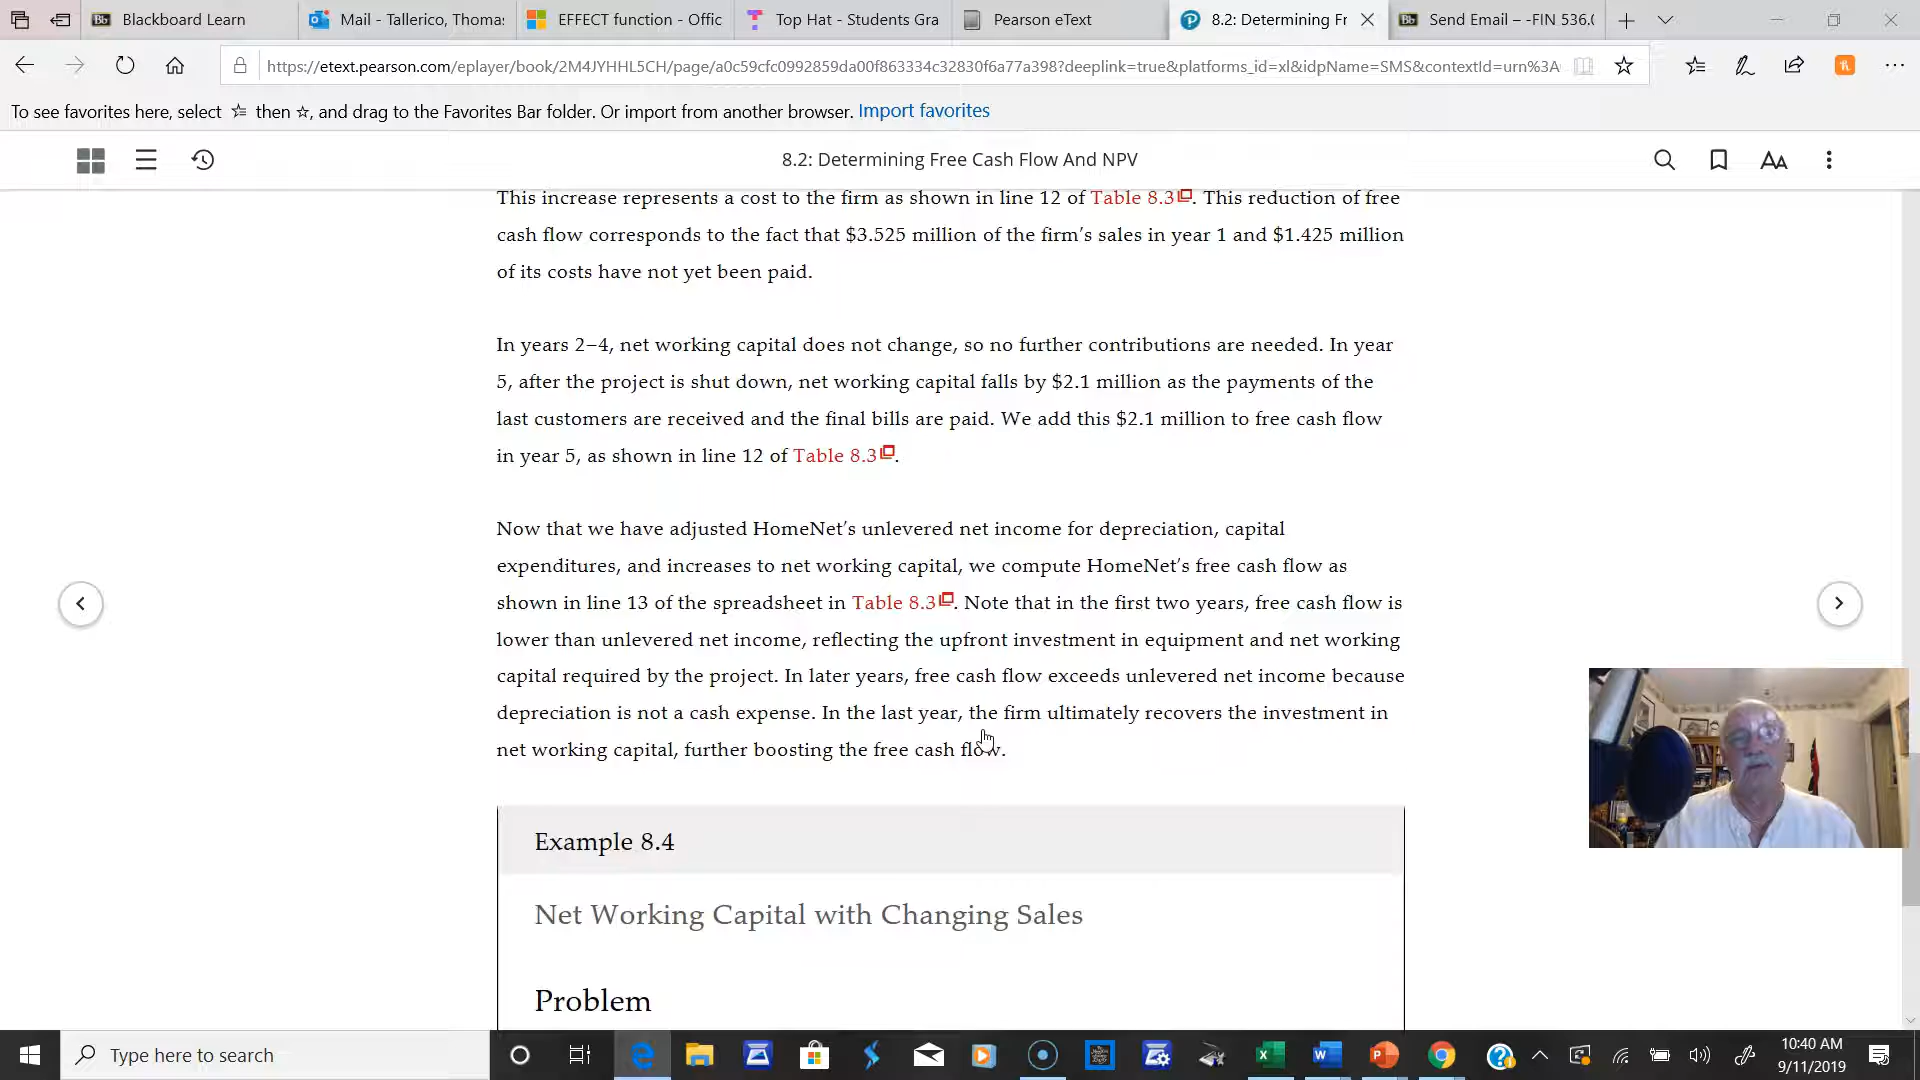 Blackboard Learn
Mail - Tallerico, Thomas
EFFECT function - Offic
Top Hat - Students Gra
Pearson eText
8.2: Determining Fr
Send Email – -FIN 536.0
https://etext.pearson.com/eplayer/book/2M4JYHHL5CH/page/a0c59cfc0992859da00f863334c32830f6a77a398?deeplink=true&platforms_id=xl&idpName=SMS&contextId=urn%3A
To see favorites here, select then ☆, and drag to the Favorites Bar folder. Or import from another browser. Import favorites
8.2: Determining Free Cash Flow And NPV
This increase represents a cost to the firm as shown in line 12 of Table 8.3. This reduction of free
cash flow corresponds to the fact that $3.525 million of the firm's sales in year 1 and $1.425 million
of its costs have not yet been paid.
In years 2–4, net working capital does not change, so no further contributions are needed. In year
5, after the project is shut down, net working capital falls by $2.1 million as the payments of the
last customers are received and the final bills are paid. We add this $2.1 million to free cash flow
in year 5, as shown in line 12 of Table 8.3.
Now that we have adjusted HomeNet's unlevered net income for depreciation, capital
expenditures, and increases to net working capital, we compute HomeNet's free cash flow as
shown in line 13 of the spreadsheet in Table 8.3. Note that in the first two years, free cash flow is
lower than unlevered net income, reflecting the upfront investment in equipment and net working
capital required by the project. In later years, free cash flow exceeds unlevered net income because
depreciation is not a cash expense. In the last year, the firm ultimately recovers the investment in
net working capital, further boosting the free cash flow.
Example 8.4
Net Working Capital with Changing Sales
Problem
Type here to search
10:40 AM
9/11/2019